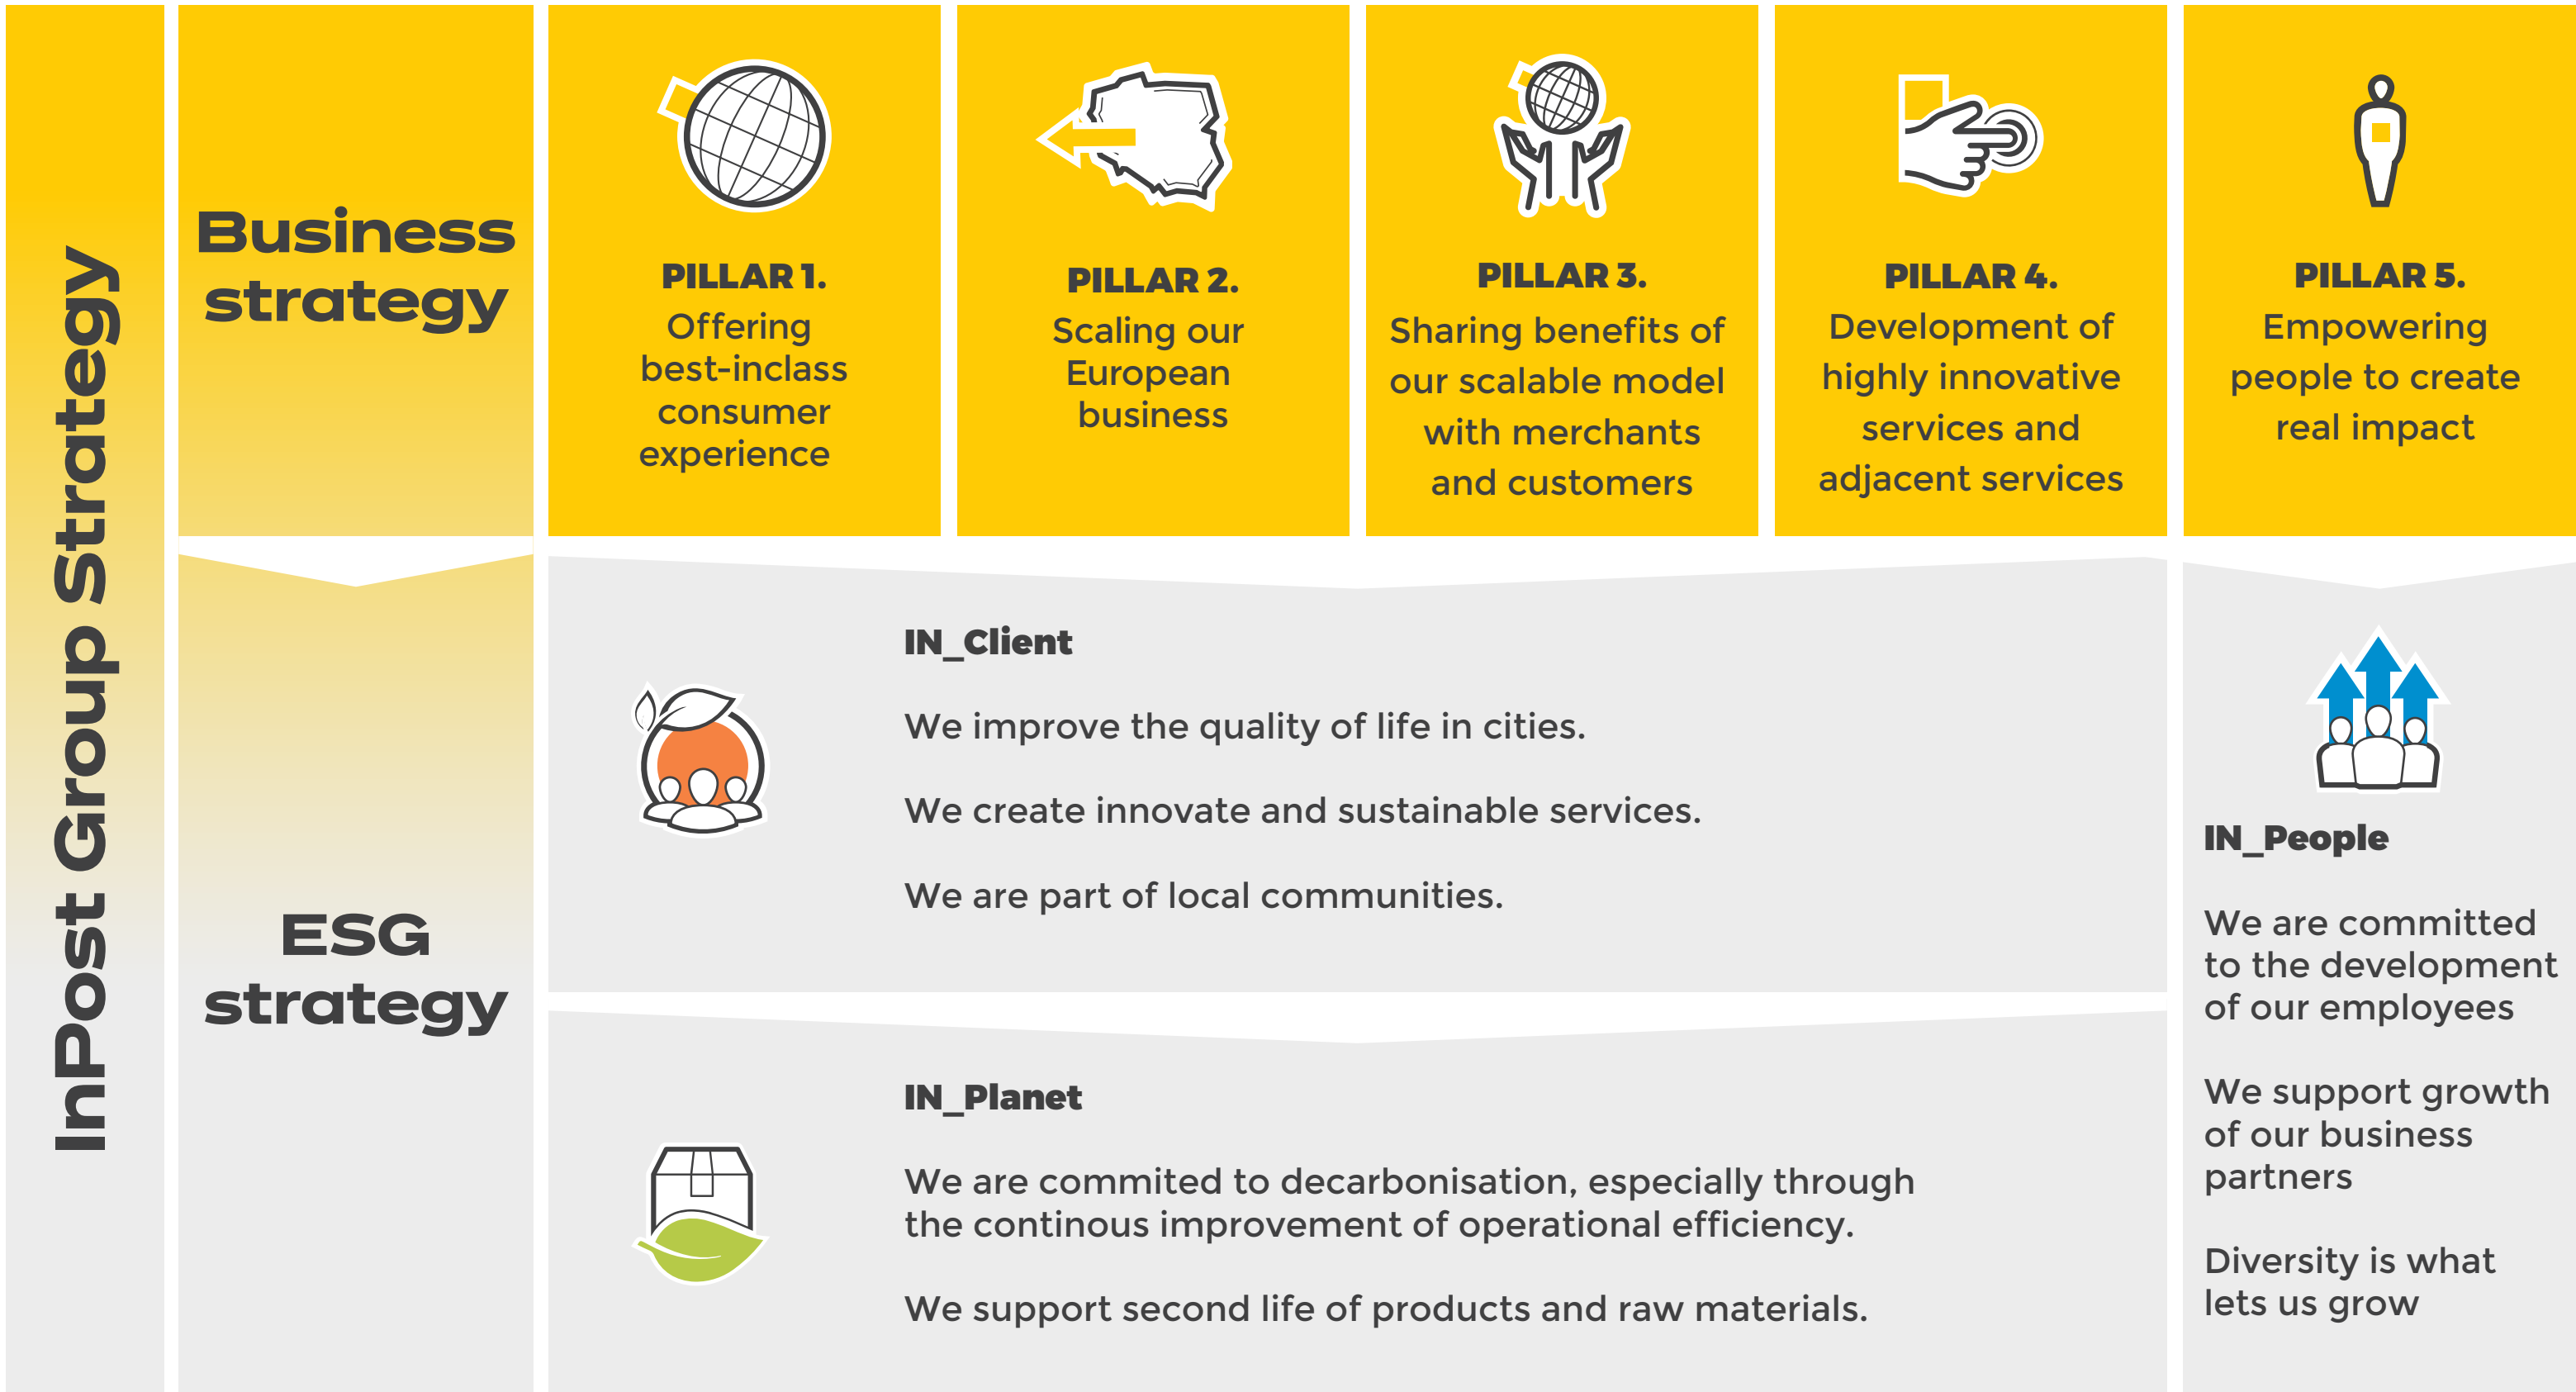 InPost Group Strategy
Business
strategy
PILLAR 1.
Offering
best-inclass
consumer
experience
PILLAR 2.
Scaling our
European
business
PILLAR 3.
Sharing benefits of
our scalable model
with merchants
and customers
PILLAR 4.
Development of
highly innovative
services and
adjacent services
PILLAR 5.
Empowering
people to create
real impact
ESG
strategy
IN_Client
We improve the quality of life in cities.
We create innovate and sustainable services.
We are part of local communities.
IN_Planet
We are commited to decarbonisation, especially through
the continous improvement of operational efficiency.
We support second life of products and raw materials.
IN_People
We are committed
to the development
of our employees
We support growth
of our business
partners
Diversity is what
lets us grow